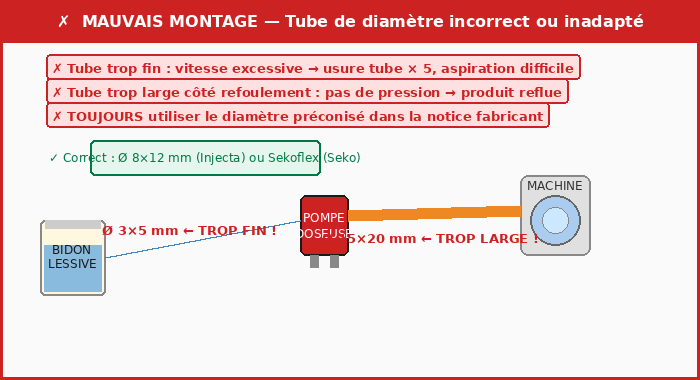 ✗ MAUVAIS MONTAGE — Tube de diamètre incorrect ou inadapté
✗ Tube trop fin : vitesse excessive → usure tube × 5, aspiration difficile
✗ Tube trop large côté refoulement : pas de pression → produit reflue
✗ TOUJOURS utiliser le diamètre préconisé dans la notice fabricant
✓ Correct : Ø 8×12 mm (Injecta) ou Sekoflex (Seko)
MACHINE
Ø 3×5 mm ← TROP FIN !
POMPE
DOSEUSE
5×20 mm ← TROP LARGE !
BIDON
LESSIVE